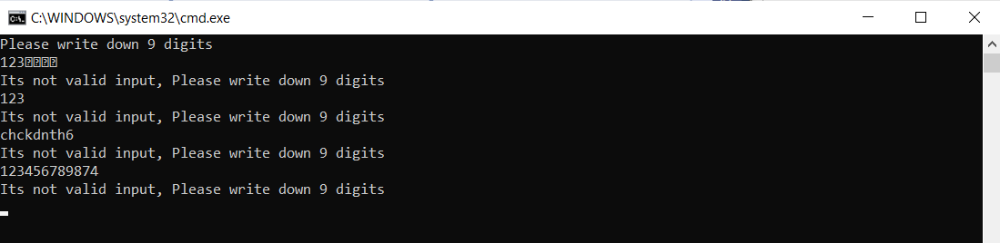 C:\WINDOWS\system32\cmd.exe
Please write down 9 digits
123
Its not valid input, Please write down 9 digits
123
Its not valid input, Please write down 9 digits
chckdnth6
Its not valid input, Please write down 9 digits
123456789874
Its not valid input, Please write down 9 digits